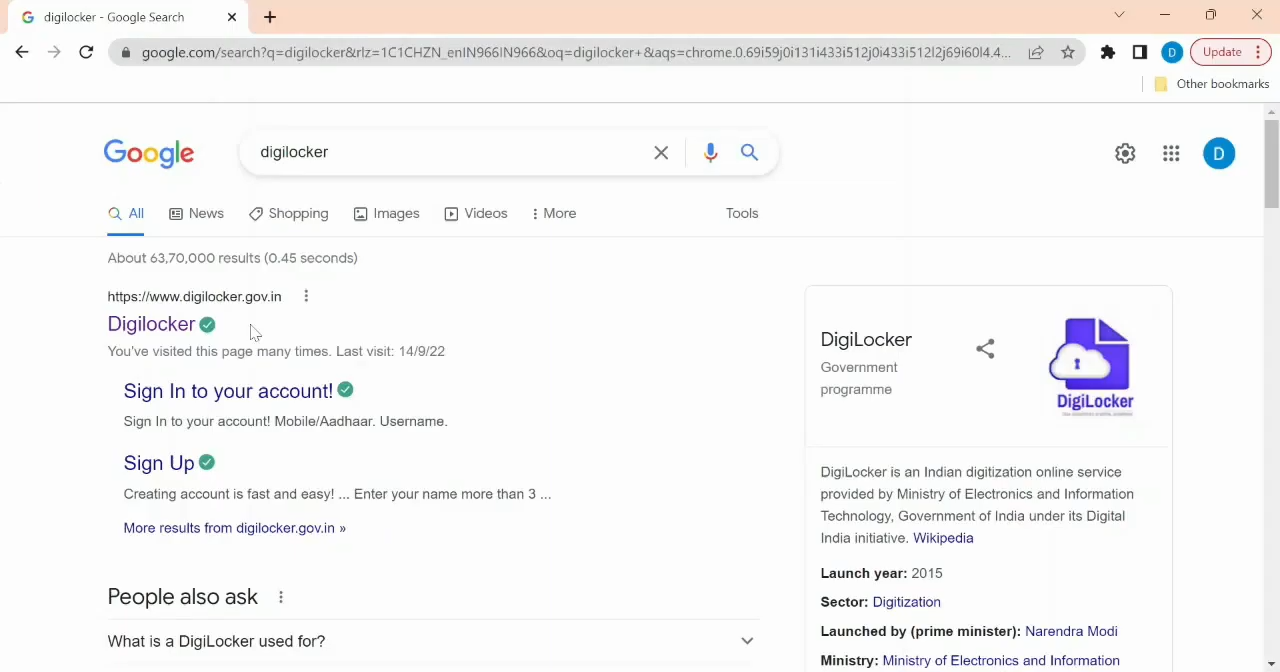 digilocker - Google Search
google.com/search?q=digilocker&rlz=1C1CHZN_enIN966IN966&oq=digilocker+&aqs=chrome.0.69i59j0i131i433i512j0i433i512l2j69i60l4.4...
D
Update
Other bookmarks
Google
digilocker
D
All
News
Shopping
Images
Videos
More
Tools
About 63,70,000 results (0.45 seconds)
https://www.digilocker.gov.in
Digilocker
You've visited this page many times. Last visit: 14/9/22
Sign In to your account!
Sign In to your account! Mobile/Aadhaar. Username.
Sign Up
Creating account is fast and easy! ... Enter your name more than 3 ...
More results from digilocker.gov.in »
People also ask
What is a DigiLocker used for?
DigiLocker
Government
programme
DigiLocker
DigiLocker is an Indian digitization online service
provided by Ministry of Electronics and Information
Technology, Government of India under its Digital
India initiative. Wikipedia
Launch year: 2015
Sector: Digitization
Launched by (prime minister): Narendra Modi
Ministry: Ministry of Electronics and Information